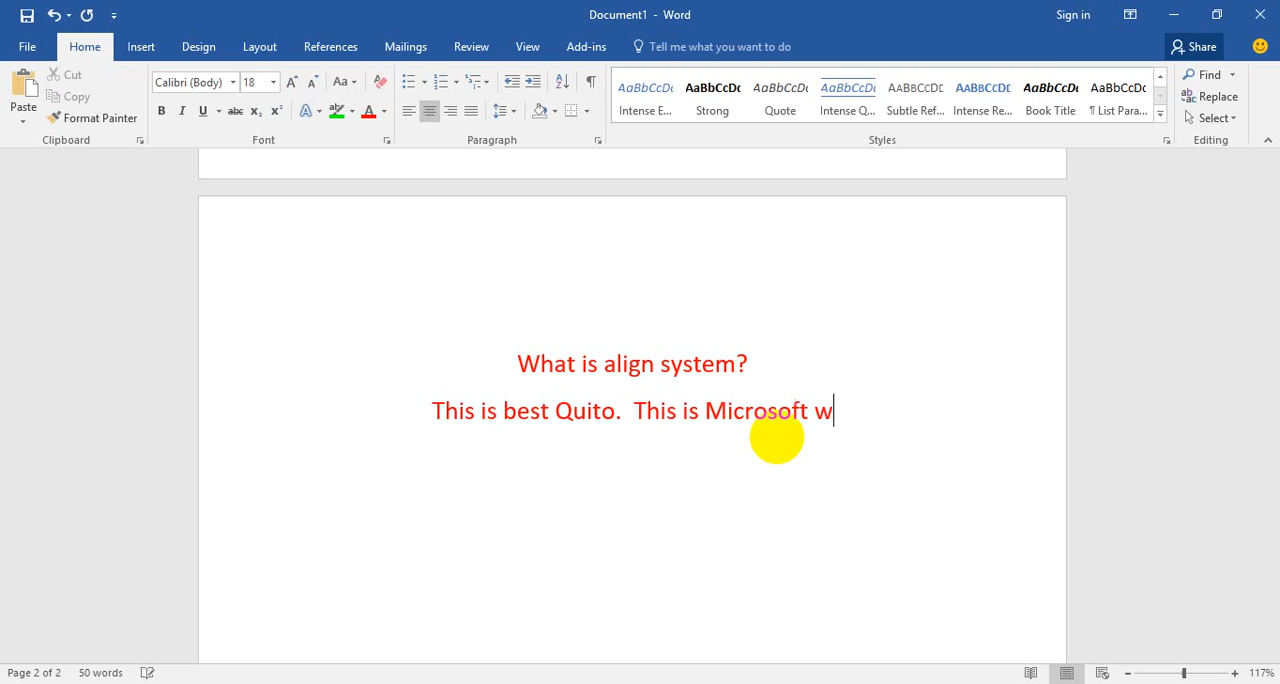 Document1 - Word
Sign in
File Home Insert Design Layout References Mailings Review View Add-ins Tell me what you want to do Share
Paste Cut Copy Format Painter
Calibri (Body) 18
AaBbCcDc AaBbCcDc AaBbCcDc AaBbCcDc AABBCCDE AABBCCDE AaBbCcDc AaBbCcDc
Intense E... Strong Quote Intense Q... Subtle Ref... Intense Re... Book Title ¶ List Para...
Find Replace Select
Clipboard Font Paragraph Styles Editing
What is align system?
This is best Quito.  This is Microsoft w
Page 2 of 2 50 words 117%